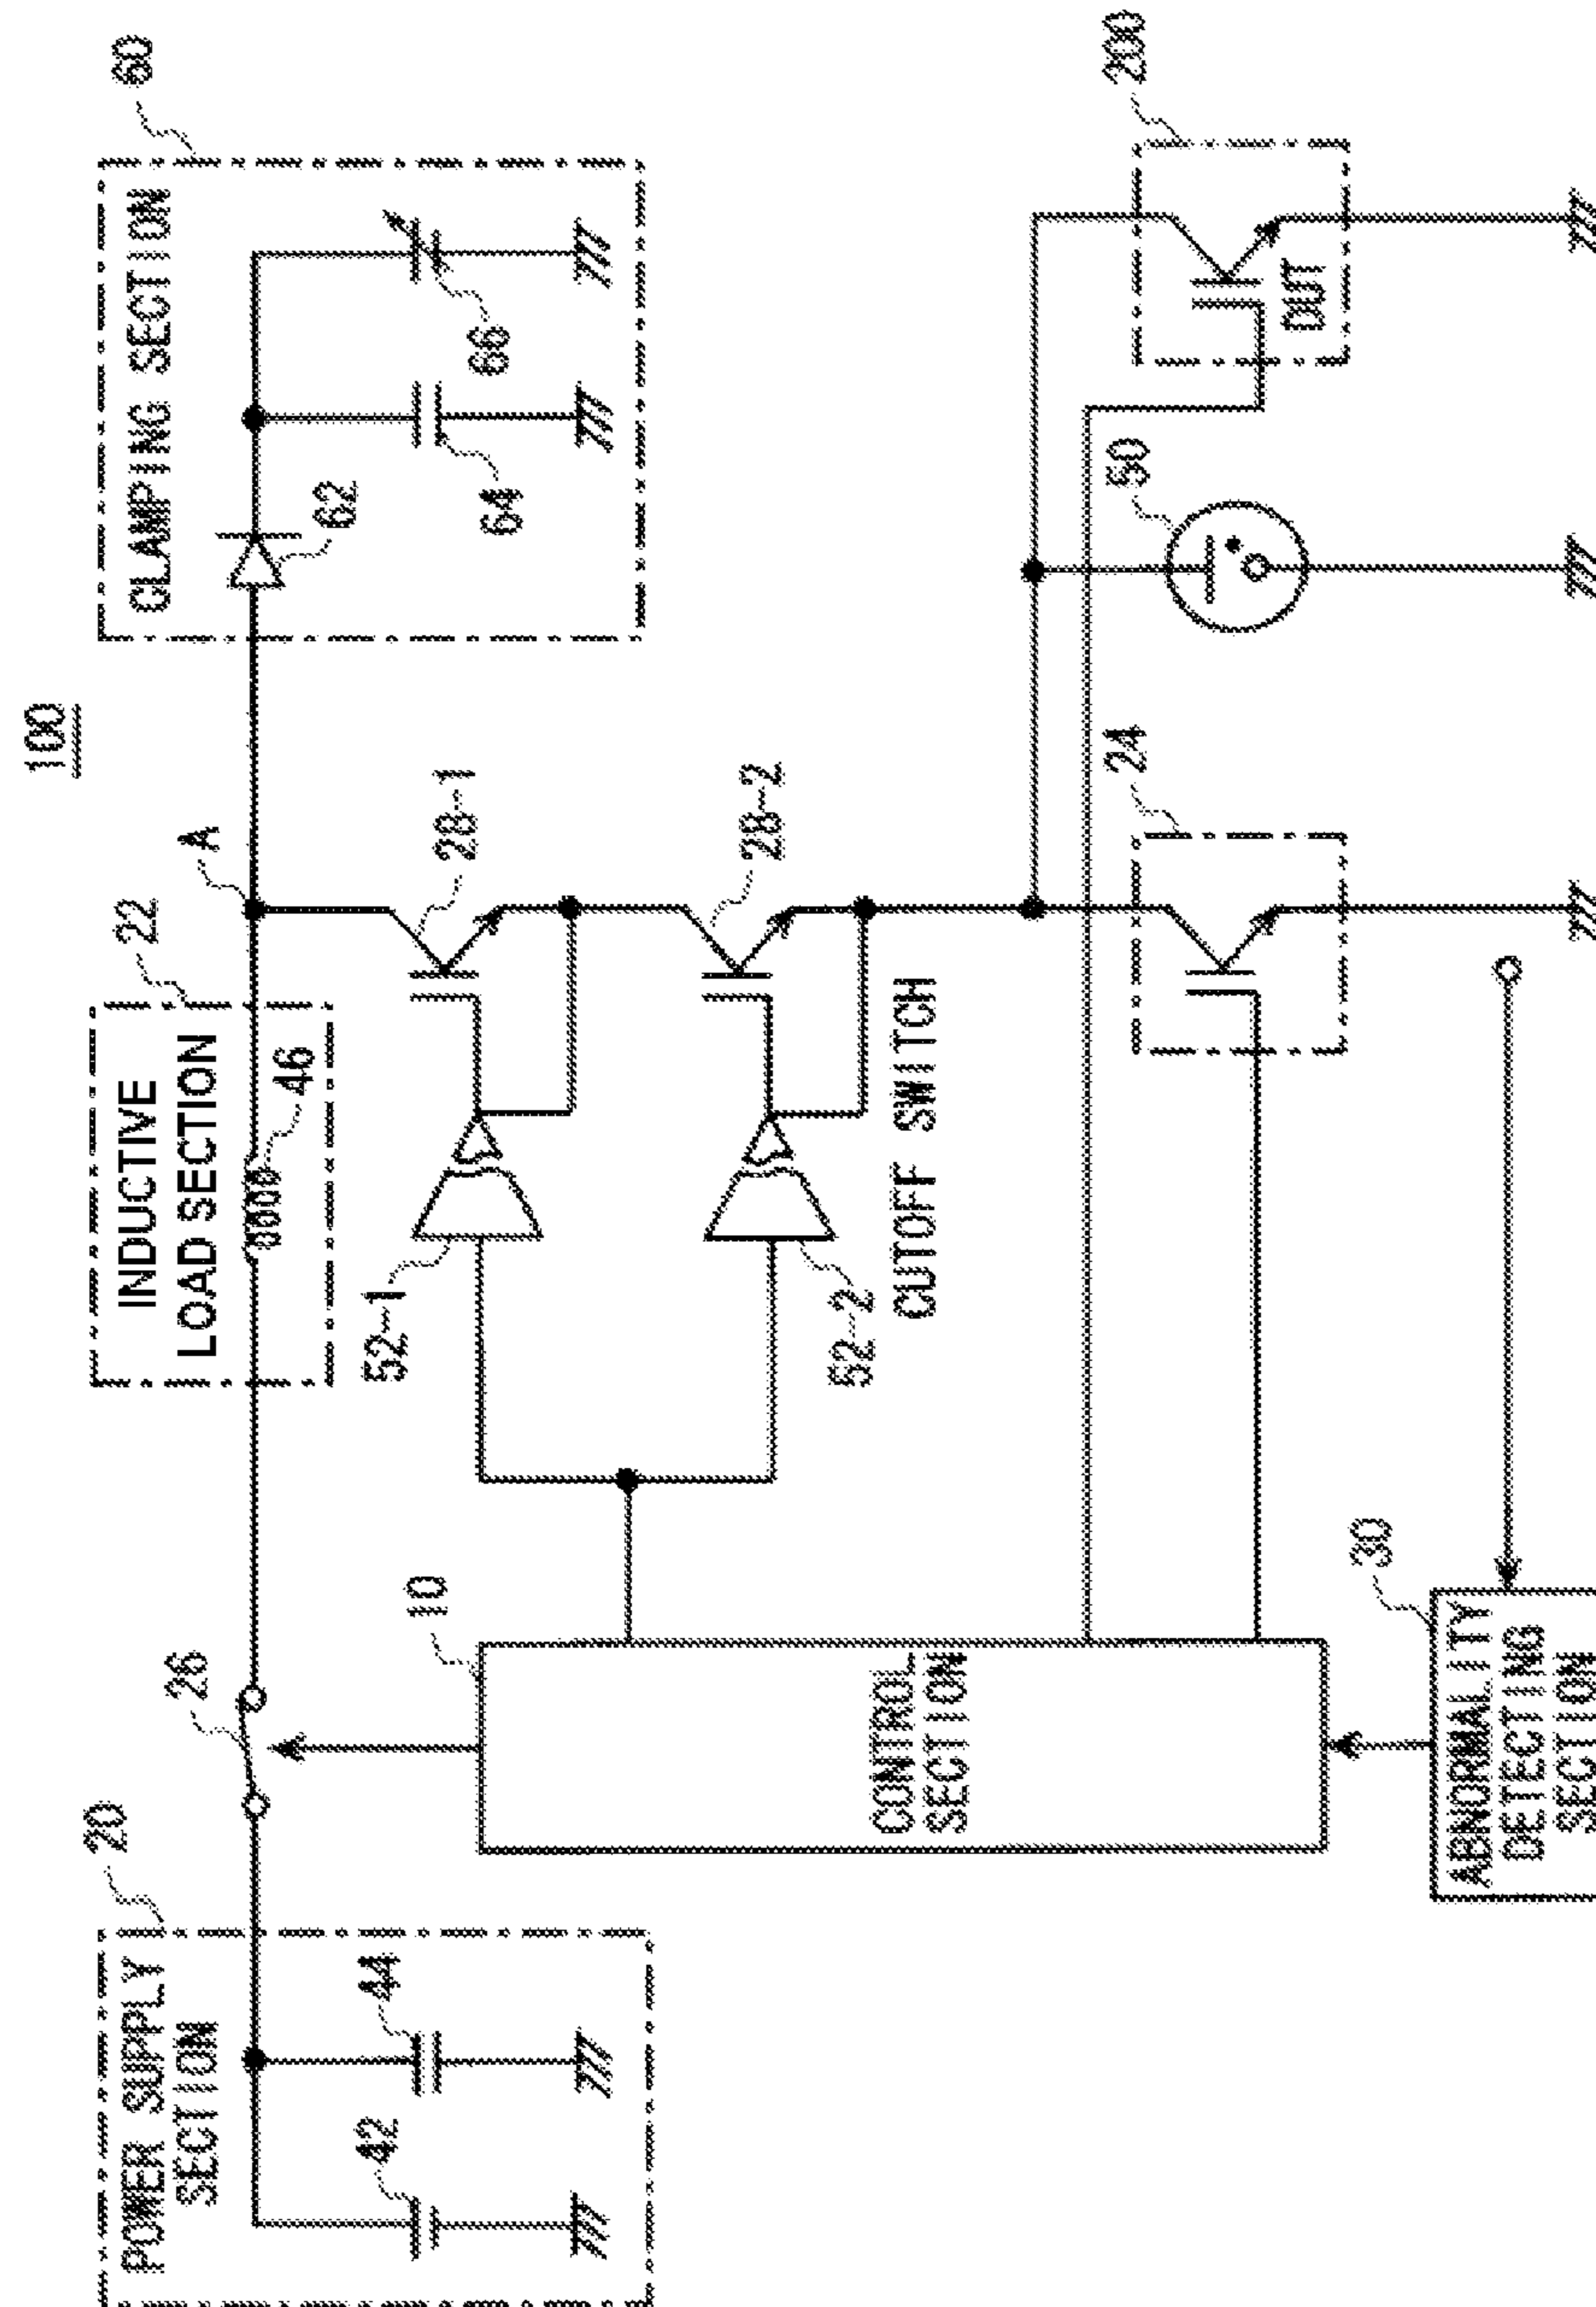 100
POWER SUPPLY
SECTION
20
42
44
26
INDUCTIVE
LOAD SECTION
22
46
A
CLAMPING SECTION
60
62
64
66
10
CONTROL
SECTION
52-1
28-1
52-2
28-2
CUTOFF SWITCH
30
ABNORMALITY
DETECTING
SECTION
24
50
200
DUT